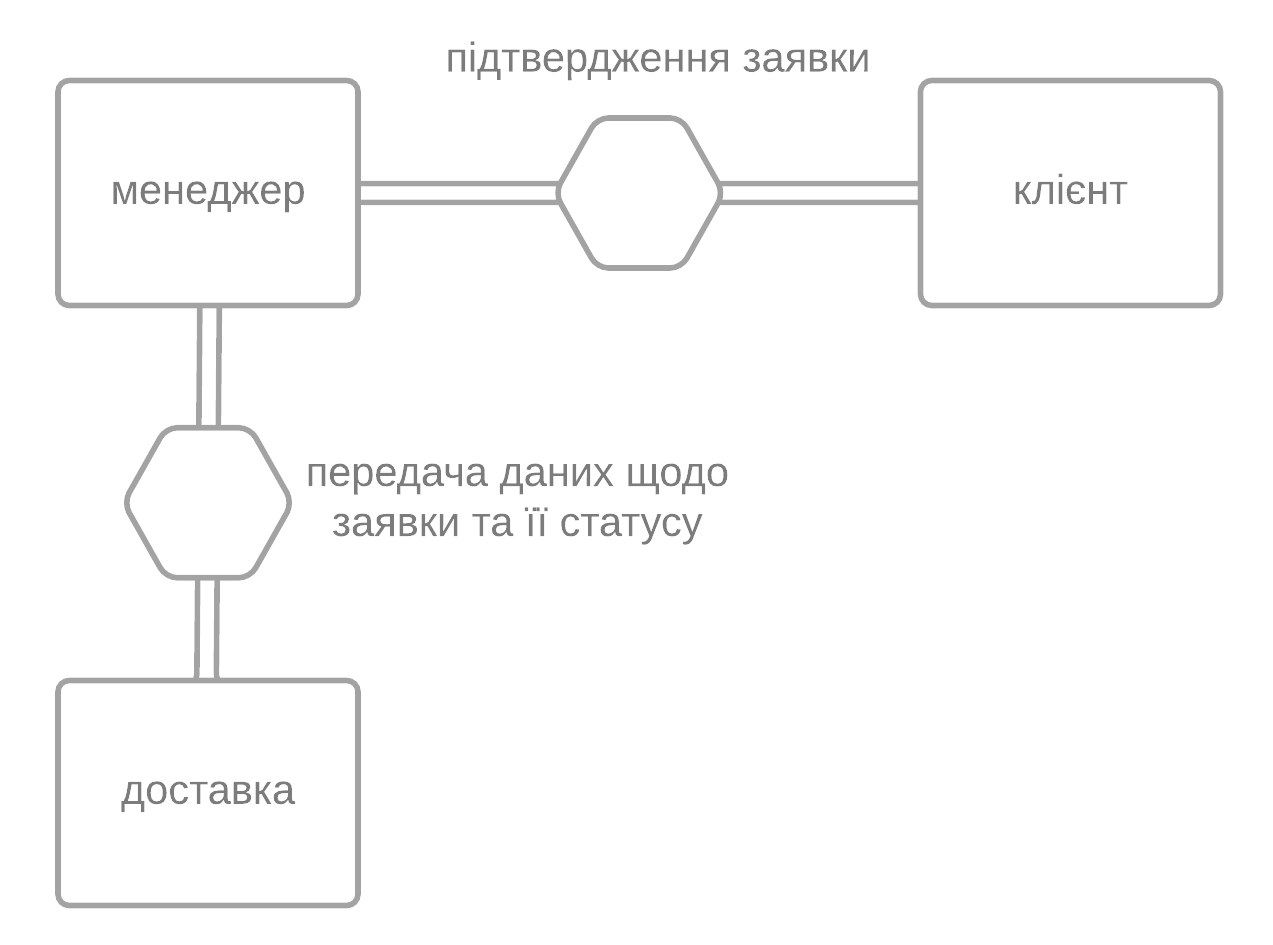 підтвердження заявки
менеджер
клієнт
передача даних щодо
заявки та її статусу
доставка